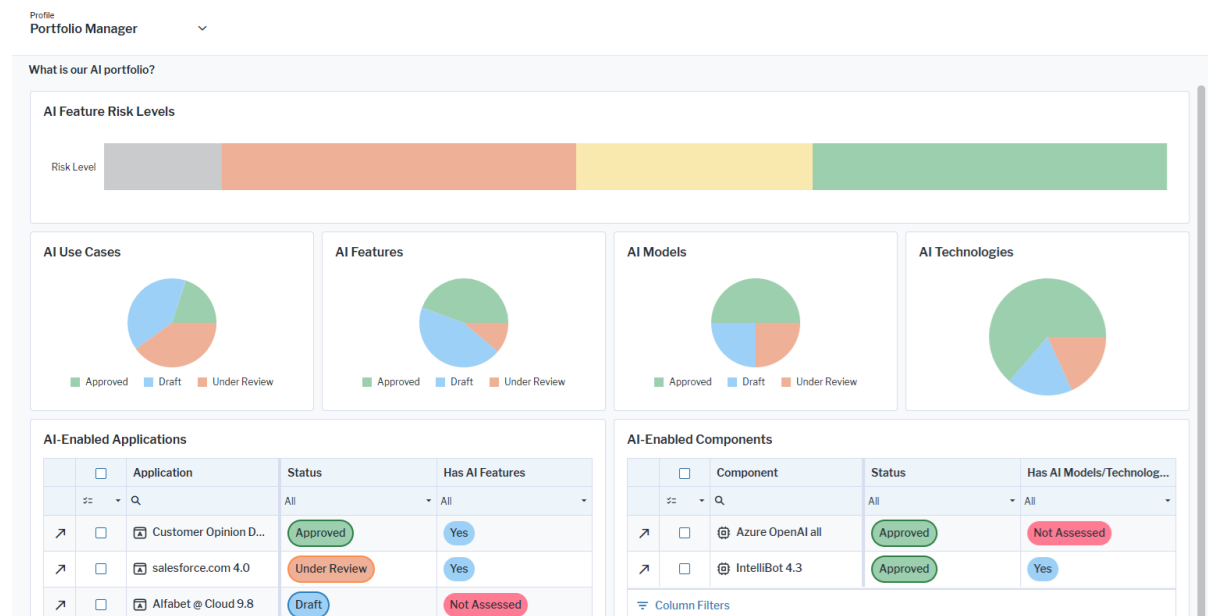 Profile
Portfolio Manager
What is our AI portfolio?
AI Feature Risk Levels
Risk Level
AI Use Cases
Approved Draft Under Review
AI Features
Approved Draft Under Review
AI Models
Approved Draft Under Review
AI Technologies
AI-Enabled Applications
Application Status Has AI Features
All All
Customer Opinion D... Approved Yes
salesforce.com 4.0 Under Review Yes
Alfabet @ Cloud 9.8 Draft Not Assessed
AI-Enabled Components
Component Status Has AI Models/Technolog...
All All
Azure OpenAI all Approved Not Assessed
IntelliBot 4.3 Approved Yes
Column Filters